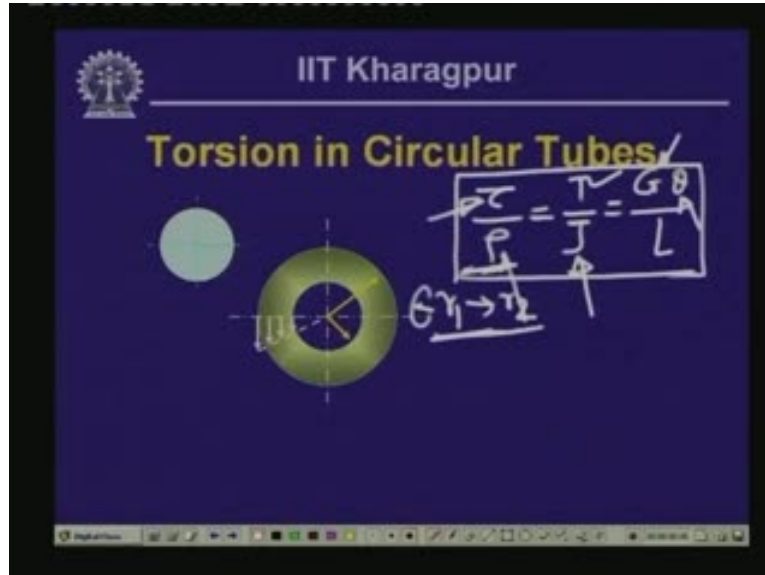 IIT Kharagpur
Torsion in Circular Tubes
τ/ρ = T/J = Gθ/L
r₁ → r₂